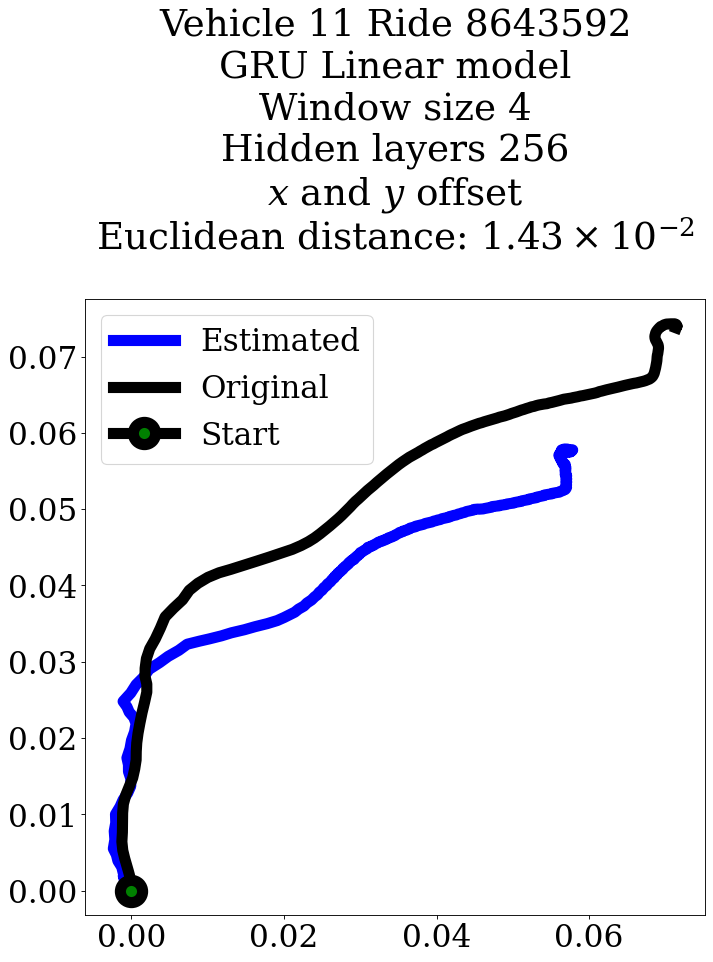 Vehicle 11 Ride 8643592
GRU Linear model
Window size 4
Hidden layers 256
x and y offset
Euclidean distance: 1.43 × 10⁻²
Estimated
Original
Start
0.07
0.06
0.05
0.04
0.03
0.02
0.01
0.00
0.00 0.02 0.04 0.06